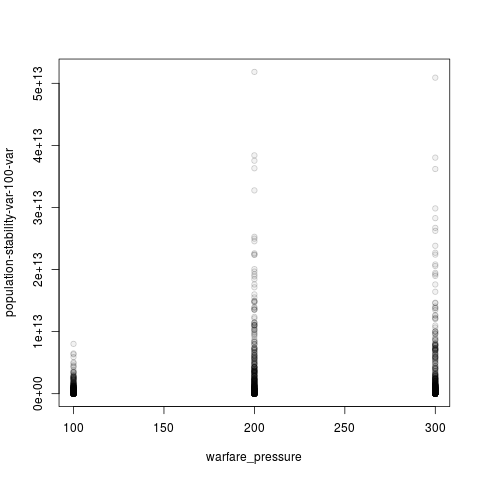 5e+13
4e+13
3e+13
2e+13
1e+13
0e+00
population-stability-var-100-var
100 150 200 250 300
warfare_pressure